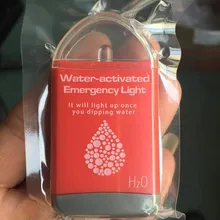 Water-activated
Emergency Light
It will light up once
you dipping water
H₂O